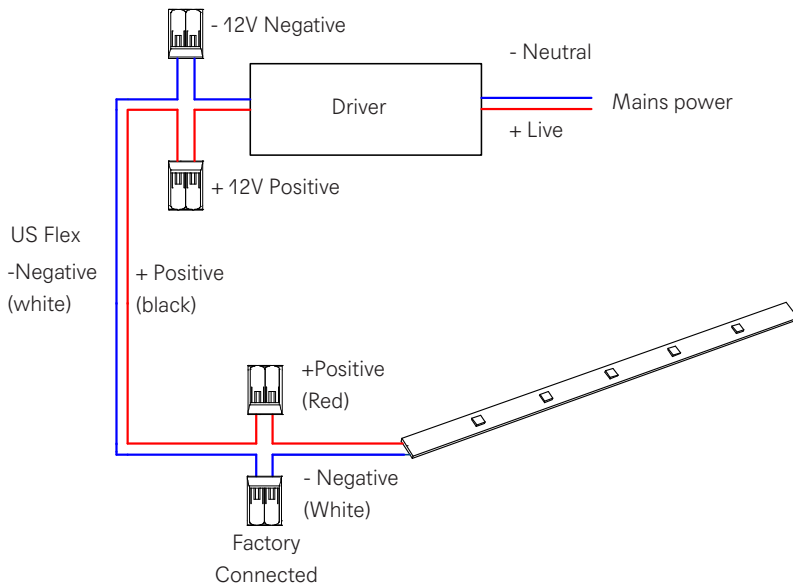 - 12V Negative
- Neutral
Driver
Mains power
+ Live
+ 12V Positive
US Flex
-Negative
(white)
+ Positive
(black)
+Positive
(Red)
- Negative
(White)
Factory
Connected